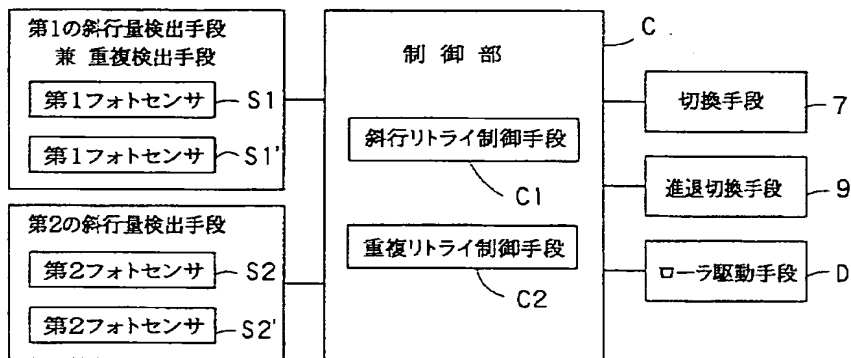 第1の斜行量検出手段
兼 重複検出手段
第1フォトセンサ
S1
第1フォトセンサ
S1'
第2の斜行量検出手段
第2フォトセンサ
S2
第2フォトセンサ
S2'
制御部
C
斜行リトライ制御手段
C1
重複リトライ制御手段
C2
切換手段
7
進退切換手段
9
ローラ駆動手段
D